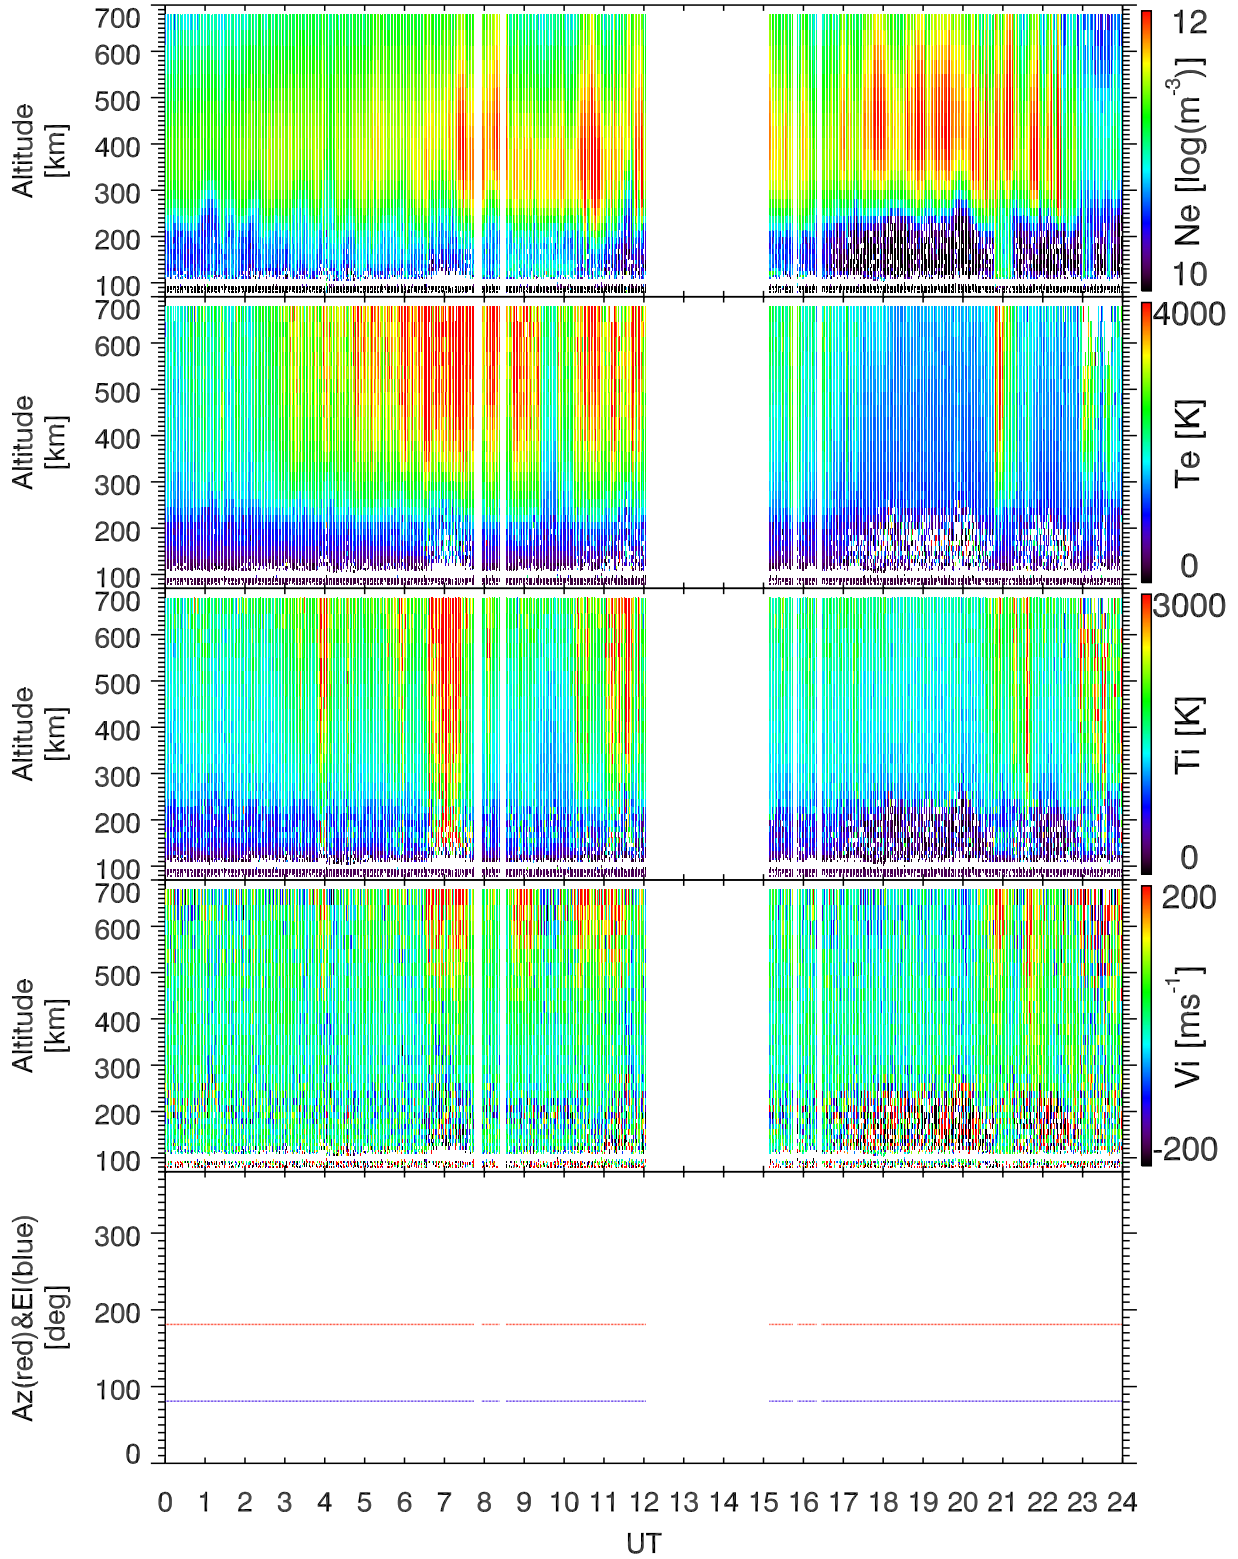 700
600
500
400
300
200
100
Altitude
[km]
12
10
Ne [log(m⁻³)]
700
600
500
400
300
200
100
Altitude
[km]
4000
0
Te [K]
700
600
500
400
300
200
100
Altitude
[km]
3000
0
Ti [K]
700
600
500
400
300
200
100
Altitude
[km]
200
-200
Vi [ms⁻¹]
300
200
100
0
Az(red)&El(blue)
[deg]
0 1 2 3 4 5 6 7 8 9 10 11 12 13 14 15 16 17 18 19 20 21 22 23 24
UT